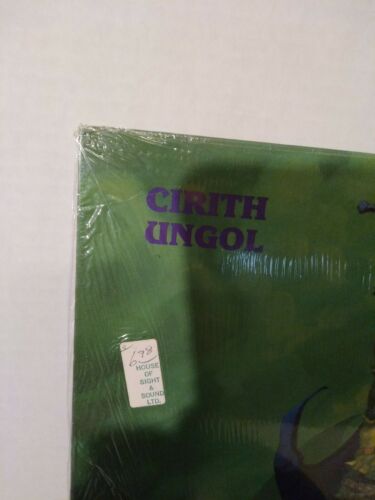 CIRITH
UNGOL
6.98
HOUSE
OF
SIGHT
& SOUND
LTD.